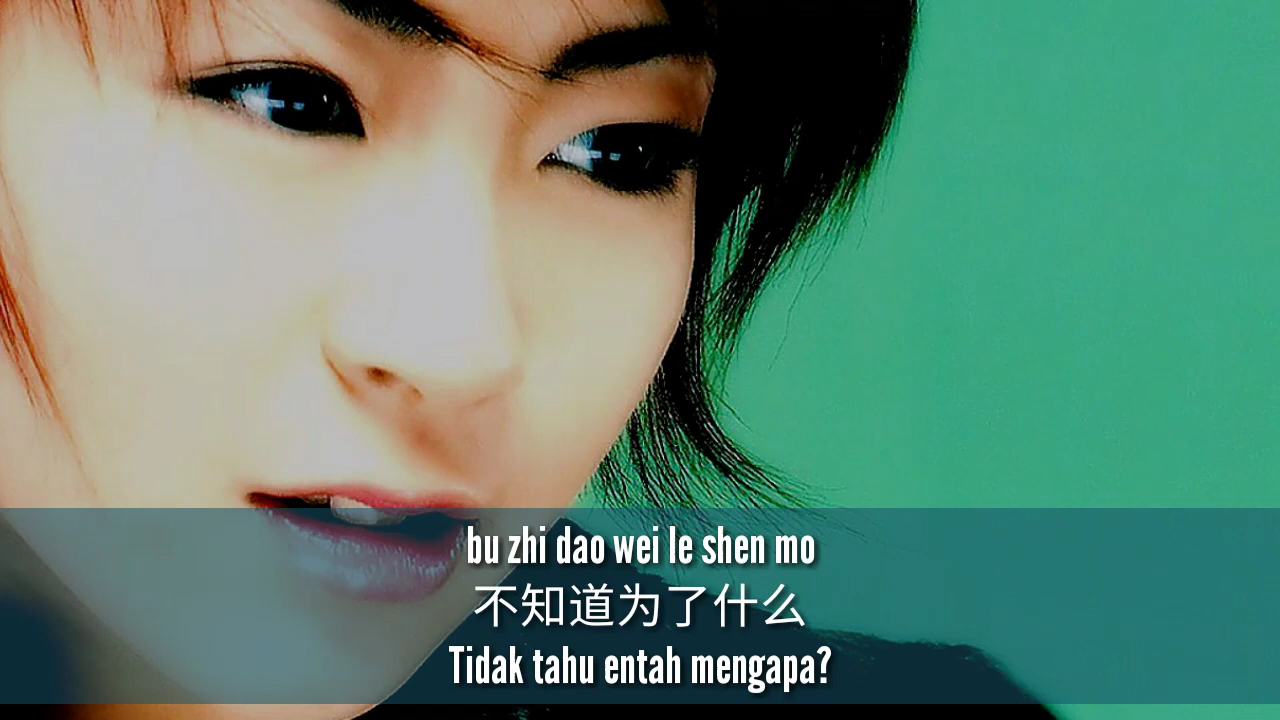 bu zhi dao wei le shen mo
不知道为了什么
Tidak tahu entah mengapa?